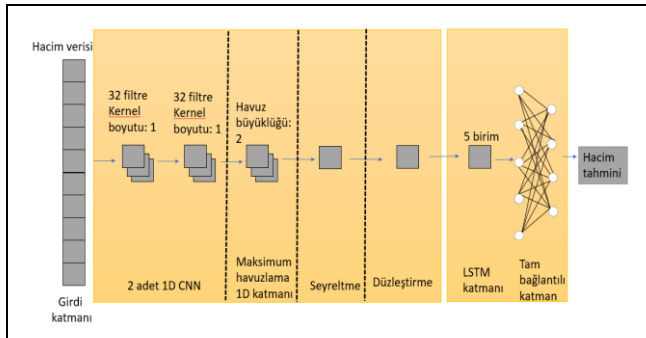 Hacim verisi
32 filtre
Kernel
boyutu: 1
32 filtre
Kernel
boyutu: 1
Havuz
büyüklüğü:
2
5 birim
Hacim
tahmini
2 adet 1D CNN
Maksimum
havuzlama
1D katmanı
Seyreltme
Düzleştirme
LSTM
katmanı
Tam
bağlantılı
katman
Girdi
katmanı